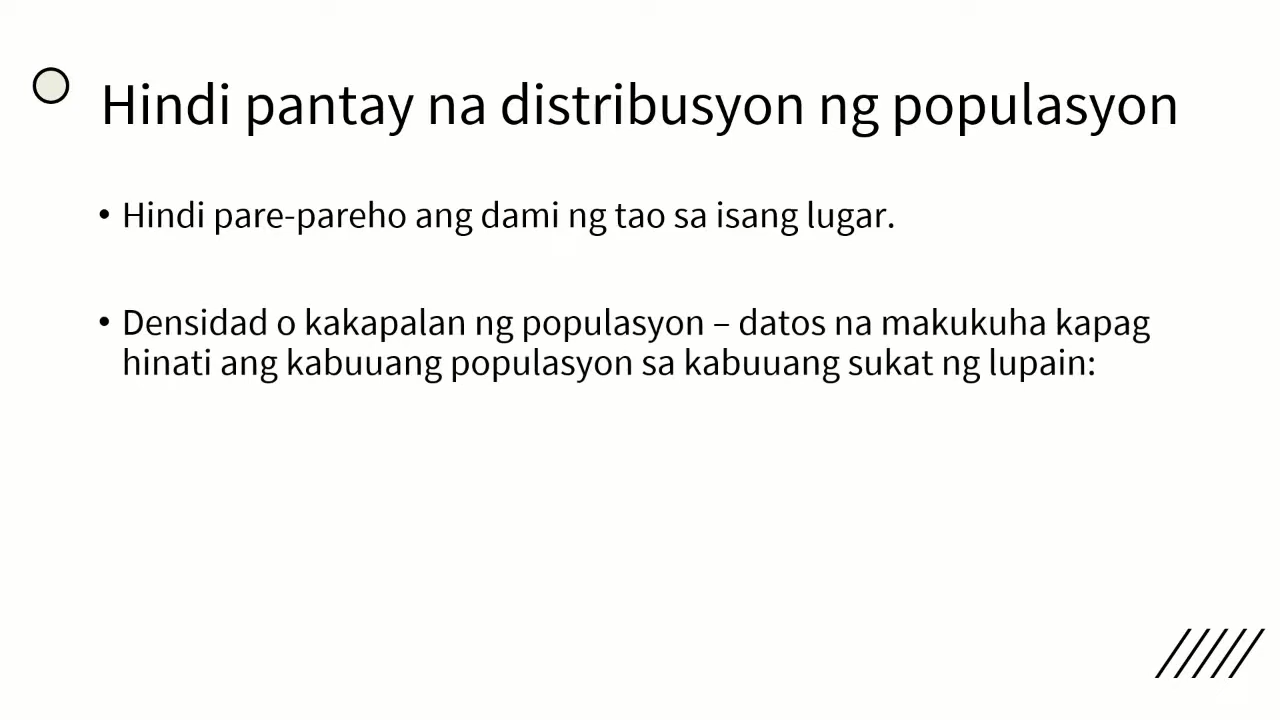 Hindi pantay na distribusyon ng populasyon
• Hindi pare-pareho ang dami ng tao sa isang lugar.
• Densidad o kakapalan ng populasyon – datos na makukuha kapag
hinati ang kabuuang populasyon sa kabuuang sukat ng lupain: